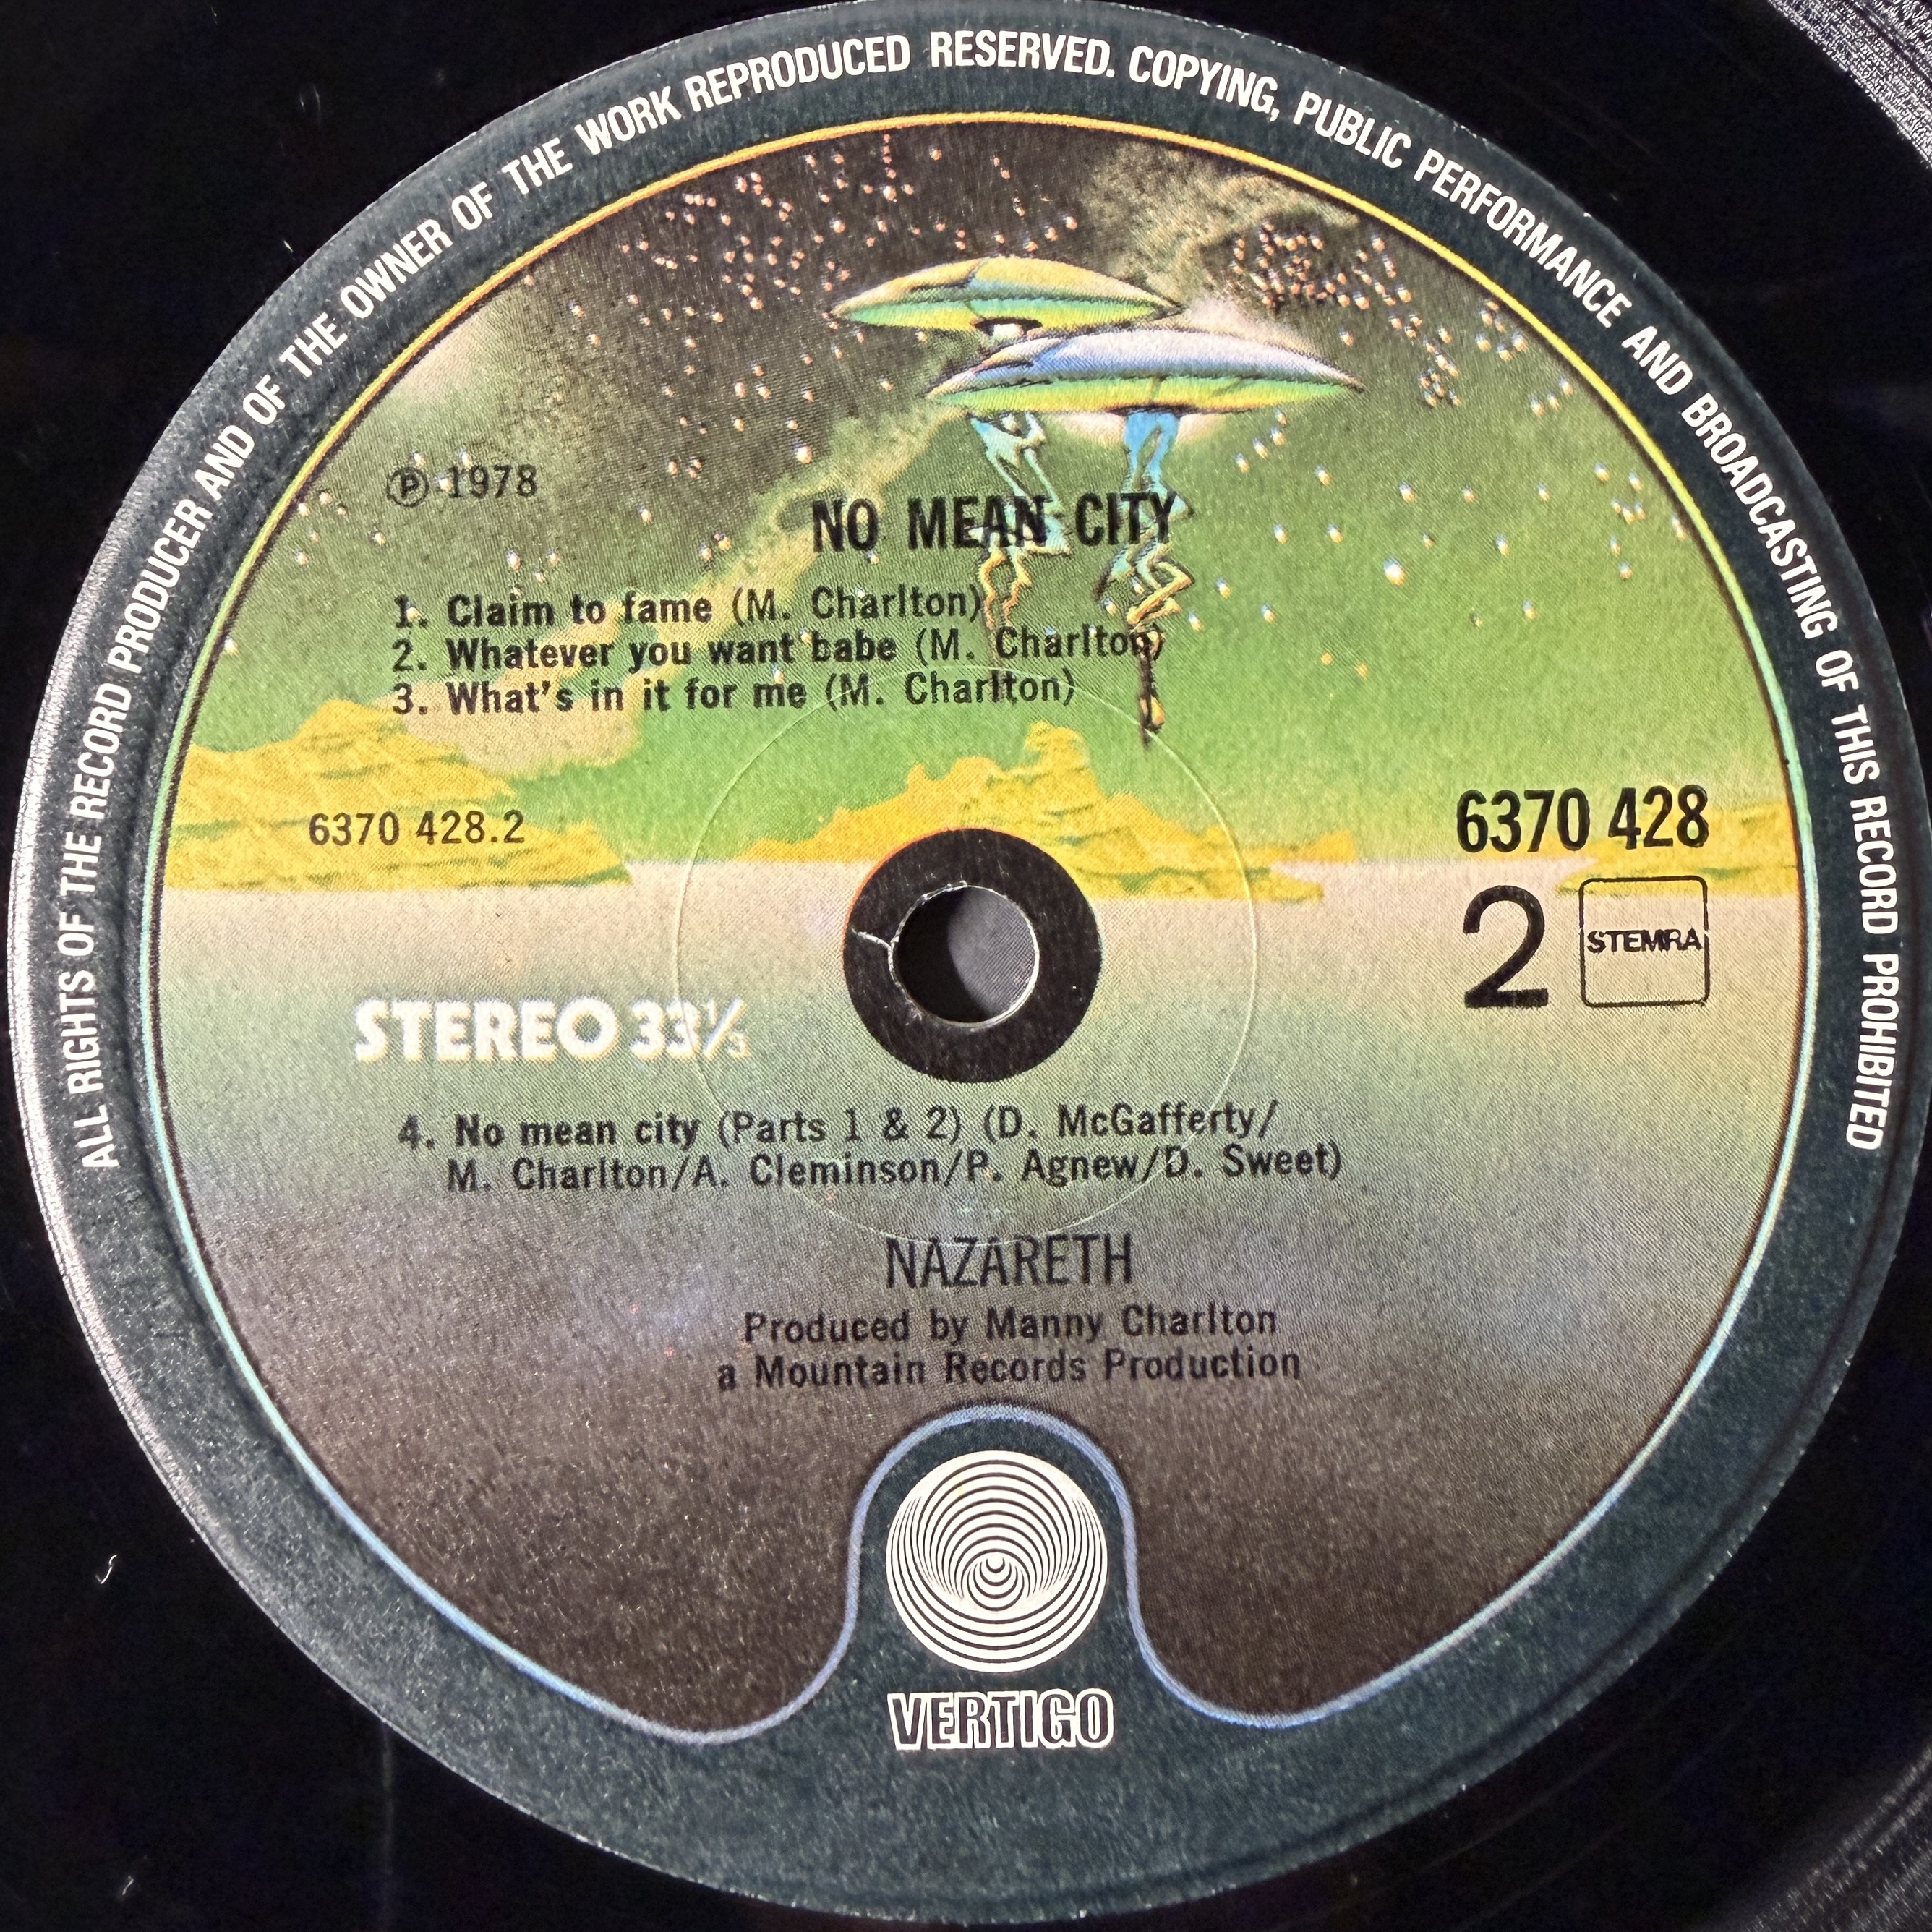 ALL RIGHTS OF THE RECORD PRODUCER AND OF THE OWNER OF THE WORK REPRODUCED RESERVED. COPYING, PUBLIC PERFORMANCE AND BROADCASTING OF THIS RECORD PROHIBITED
Ⓟ 1978
NO MEAN CITY
1. Claim to fame (M. Charlton)
2. Whatever you want babe (M. Charlton)
3. What's in it for me (M. Charlton)
6370 428.2
6370 428
2 STEMRA
STEREO 33⅓
4. No mean city (Parts 1 & 2) (D. McGafferty/
M. Charlton/A. Cleminson/P. Agnew/D. Sweet)
NAZARETH
Produced by Manny Charlton
a Mountain Records Production
VERTIGO